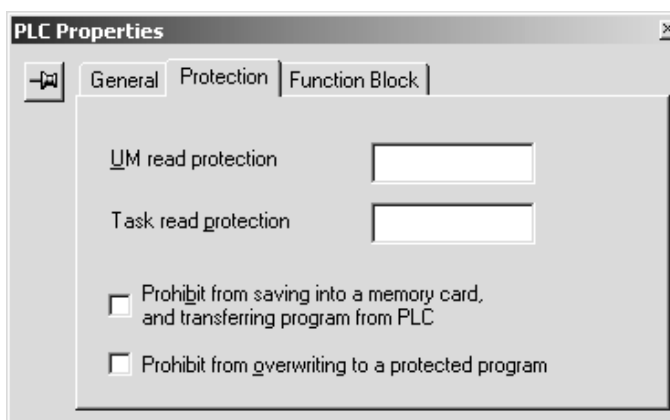 PLC Properties
General Protection Function Block
UM read protection
Task read protection
Prohibit from saving into a memory card,
and transferring program from PLC
Prohibit from overwriting to a protected program